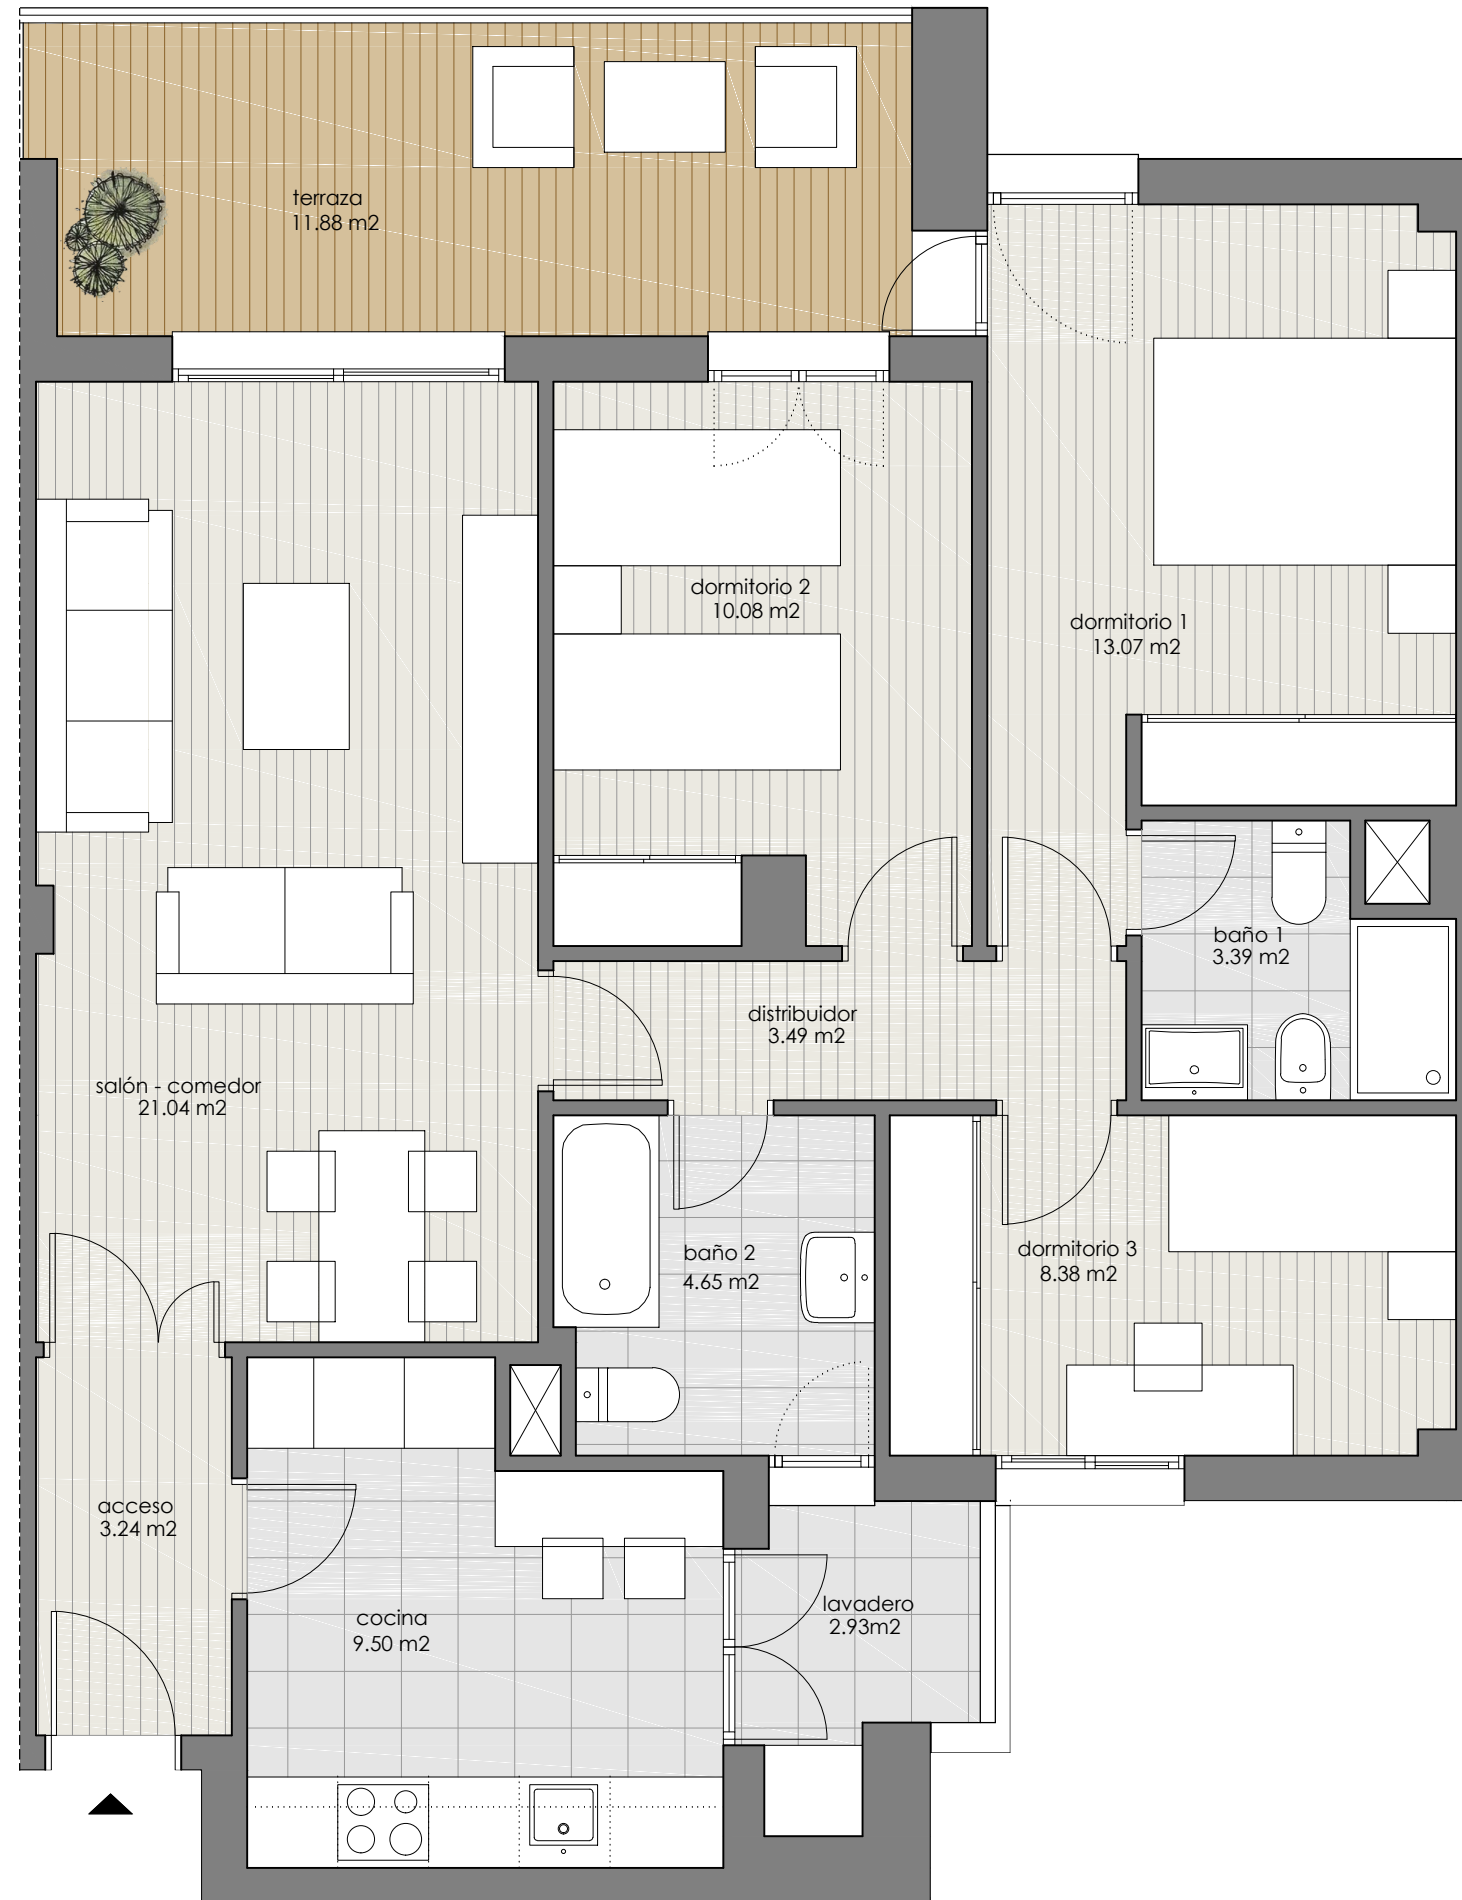 terraza
11.88 m2
dormitorio 2
10.08 m2
dormitorio 1
13.07 m2
baño 1
3.39 m2
distribuidor
3.49 m2
salón - comedor
21.04 m2
baño 2
4.65 m2
dormitorio 3
8.38 m2
acceso
3.24 m2
cocina
9.50 m2
lavadero
2.93m2